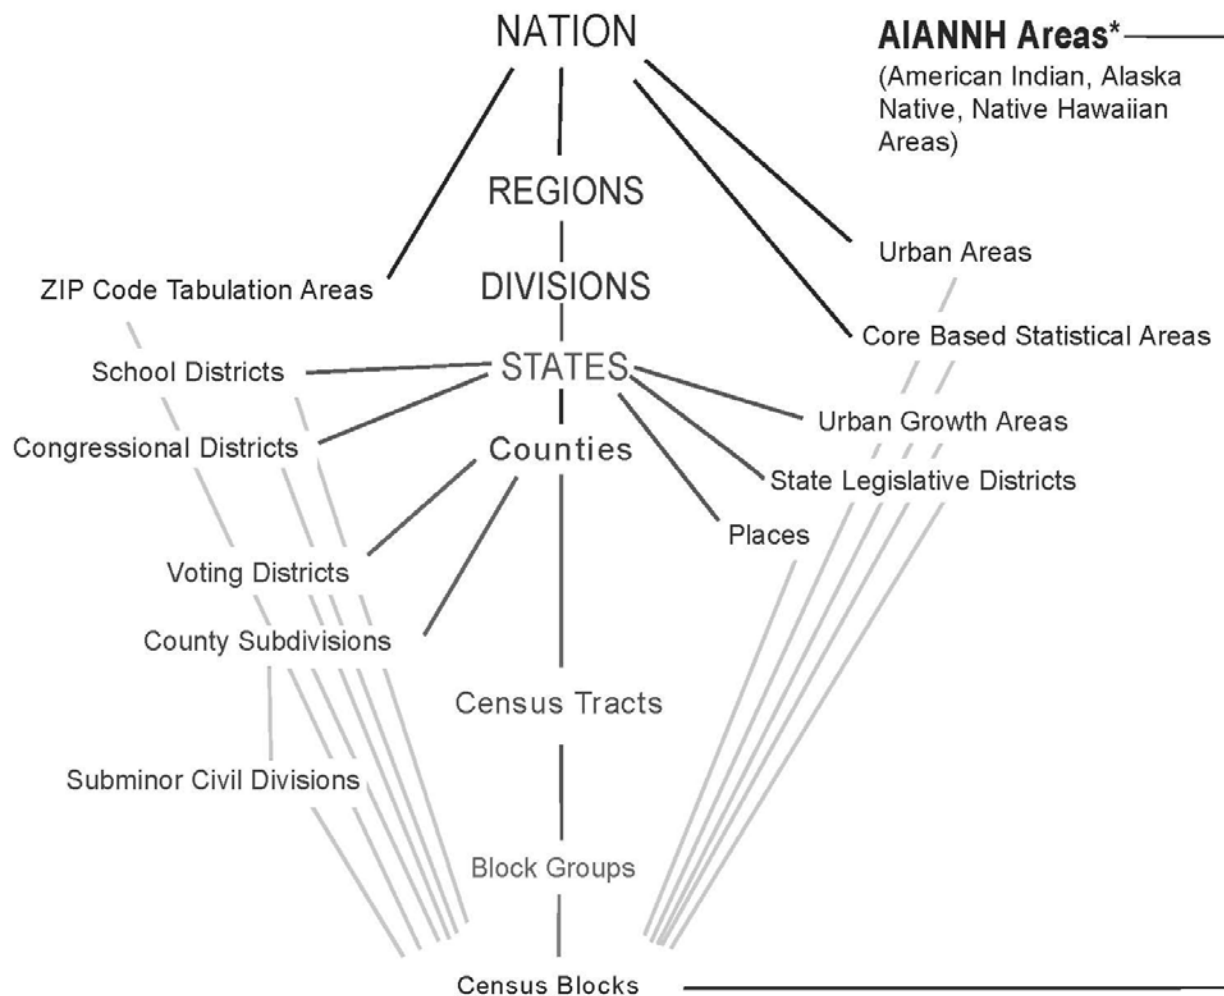 NATION
AIANNH Areas*
(American Indian, Alaska
Native, Native Hawaiian
Areas)
REGIONS
Urban Areas
ZIP Code Tabulation Areas
DIVISIONS
Core Based Statistical Areas
School Districts
STATES
Urban Growth Areas
Congressional Districts
Counties
State Legislative Districts
Places
Voting Districts
County Subdivisions
Census Tracts
Subminor Civil Divisions
Block Groups
Census Blocks